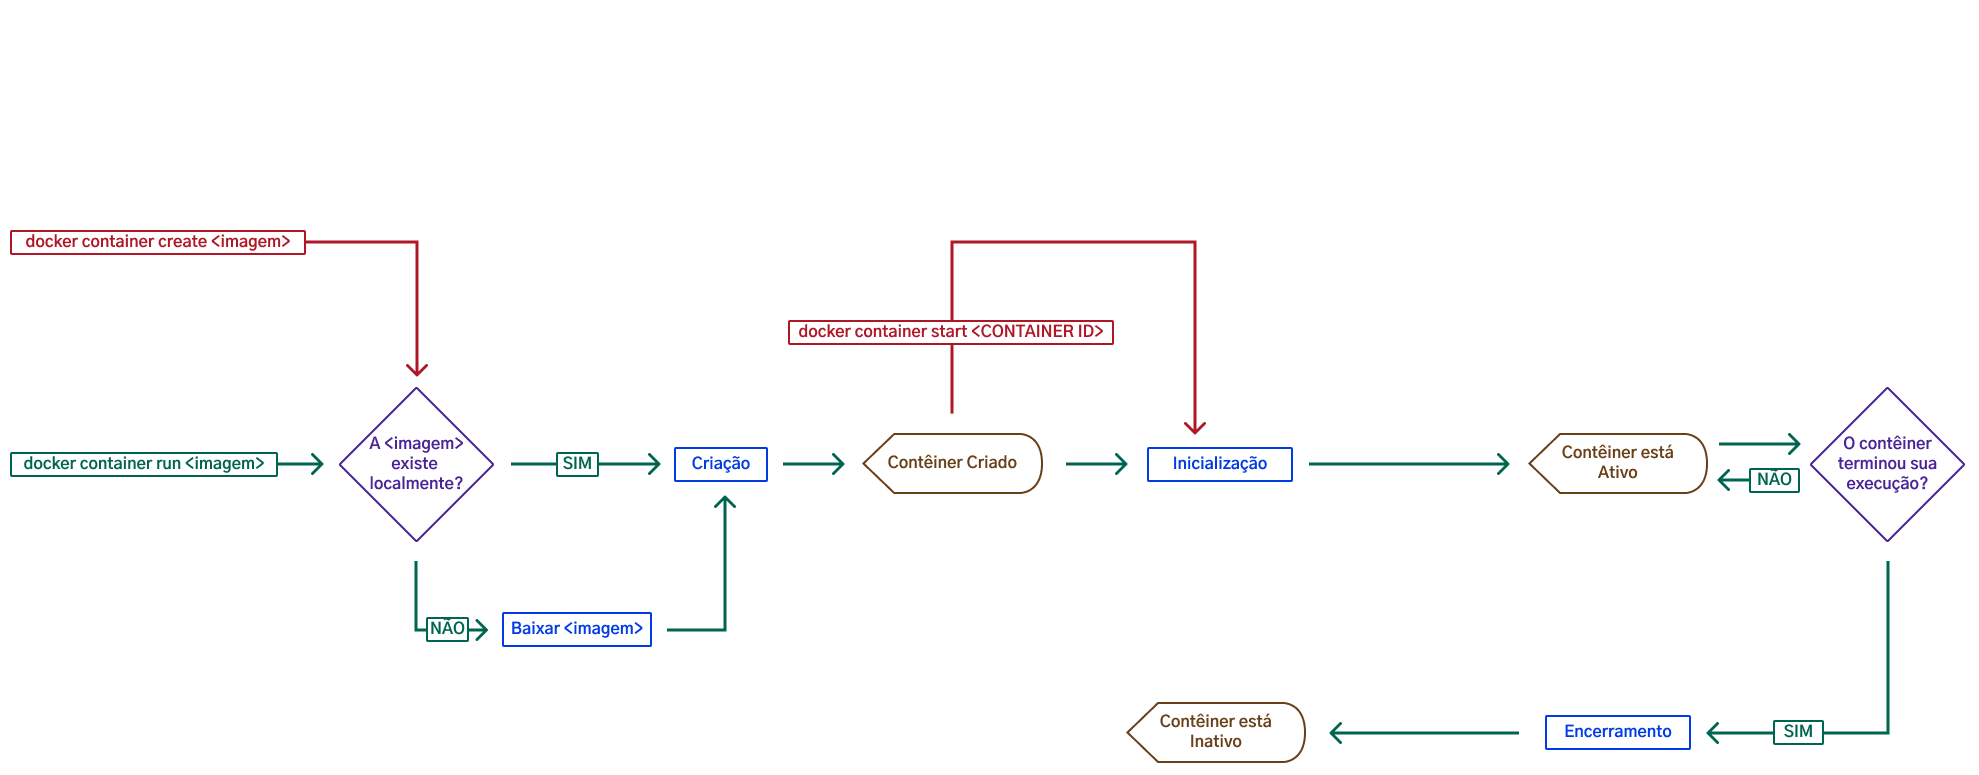 docker container create <imagem>
docker container start <CONTAINER ID>
docker container run <imagem>
A <imagem>
existe
localmente?
SIM
Criação
Contêiner Criado
Inicialização
Contêiner está
Ativo
NÃO
O contêiner
terminou sua
execução?
NÃO
Baixar <imagem>
Contêiner está
Inativo
Encerramento
SIM